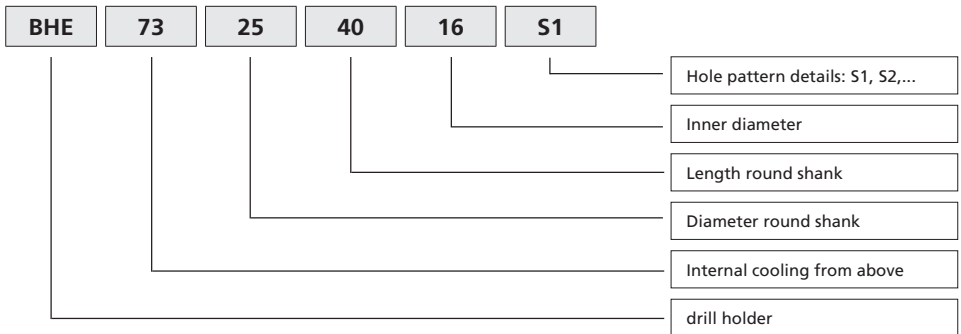 BHE 73 25 40 16 S1
Hole pattern details: S1, S2,...
Inner diameter
Length round shank
Diameter round shank
Internal cooling from above
drill holder